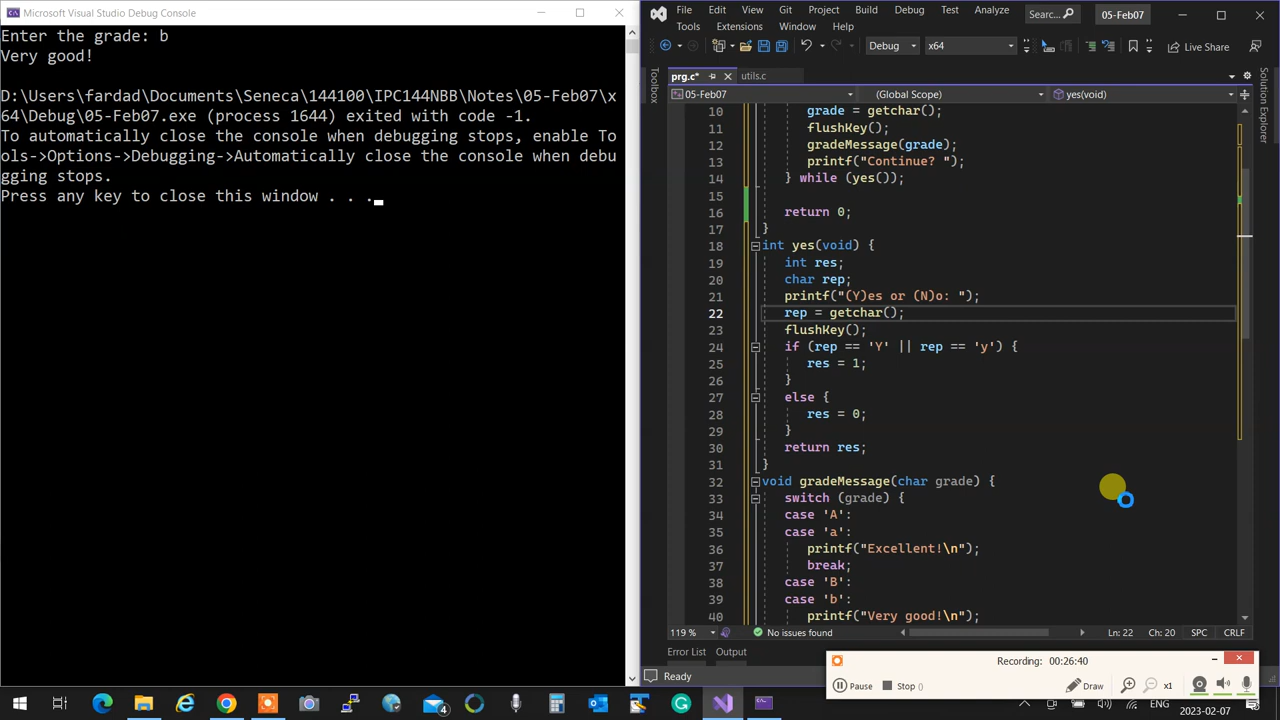 Microsoft Visual Studio Debug Console
Enter the grade: b
Very good!
D:\Users\fardad\Documents\Seneca\144100\IPC144NBB\Notes\05-Feb07\x
64\Debug\05-Feb07.exe (process 1644) exited with code -1.
To automatically close the console when debugging stops, enable To
ols->Options->Debugging->Automatically close the console when debu
gging stops.
Press any key to close this window . . .
File Edit View Git Project Build Debug Test Analyze
Tools Extensions Window Help
Searc...
05-Feb07
Debug x64 Live Share
prg.c* utils.c
05-Feb07 (Global Scope) yes(void)
Toolbox
Solution Explorer
10 grade = getchar();
11 flushKey();
12 gradeMessage(grade);
13 printf("Continue? ");
14 } while (yes());
15
16 return 0;
17 }
18 int yes(void) {
19 int res;
20 char rep;
21 printf("(Y)es or (N)o: ");
22 rep = getchar();
23 flushKey();
24 if (rep == 'Y' || rep == 'y') {
25 res = 1;
26 }
27 else {
28 res = 0;
29 }
30 return res;
31 }
32 void gradeMessage(char grade) {
33 switch (grade) {
34 case 'A':
35 case 'a':
36 printf("Excellent!\n");
37 break;
38 case 'B':
39 case 'b':
40 printf("Very good!\n");
119 % No issues found Ln: 22 Ch: 20 SPC CRLF
Error List Output
Ready
Recording: 00:26:40
Pause Stop () Draw x1
4
ENG
2023-02-07